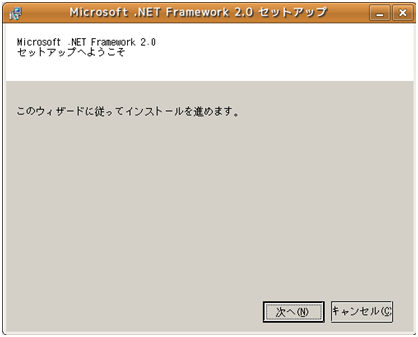 Microsoft .NET Framework 2.0 セットアップ
Microsoft .NET Framework 2.0
セットアップへようこそ
このウィザードに従ってインストールを進めます。
次へ(N)
キャンセル(C)